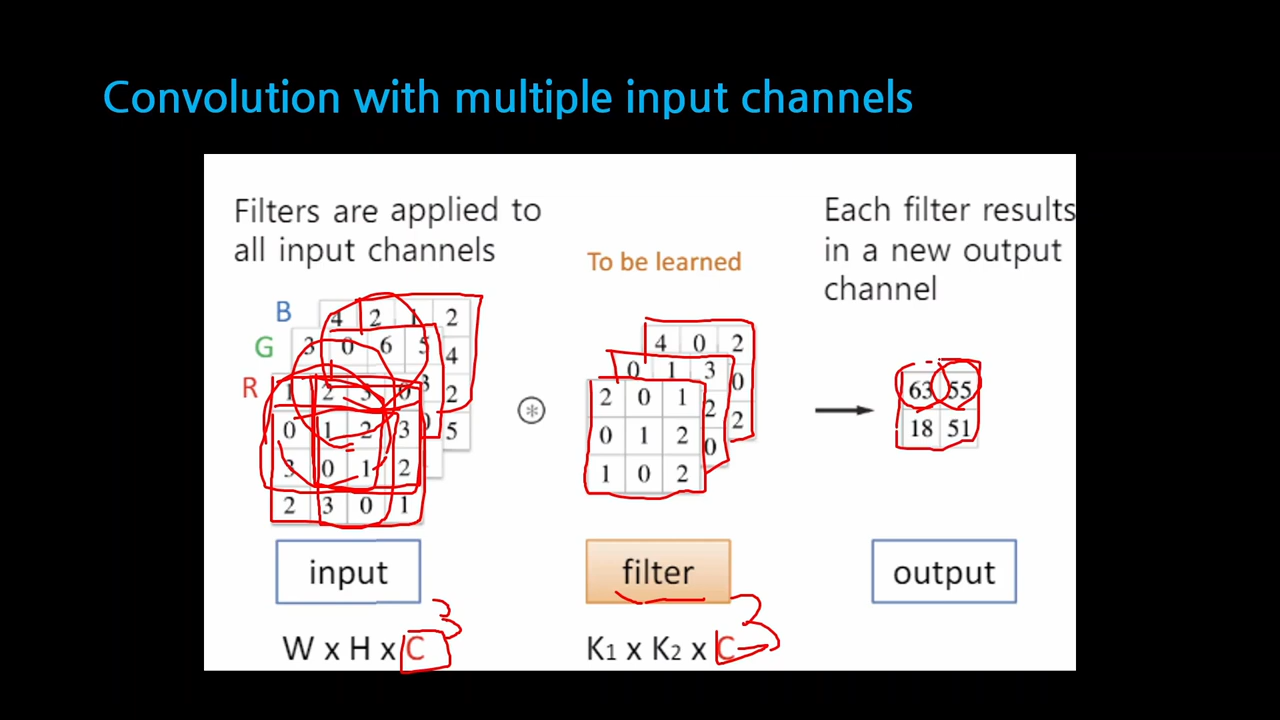 Convolution with multiple input channels
Filters are applied to
all input channels
To be learned
Each filter results
in a new output
channel
B
4 2 1 2
G
3 0 6 5 4
R
1 2 3 0 3 2
0 1 2 3 0 5
3 0 1 2
2 3 0 1
4 0 2
0 1 3 0
2 0 1 2 2
0 1 2 0
1 0 2
63 55
18 51
input
filter
output
3
3
W x H x C
K1 x K2 x C